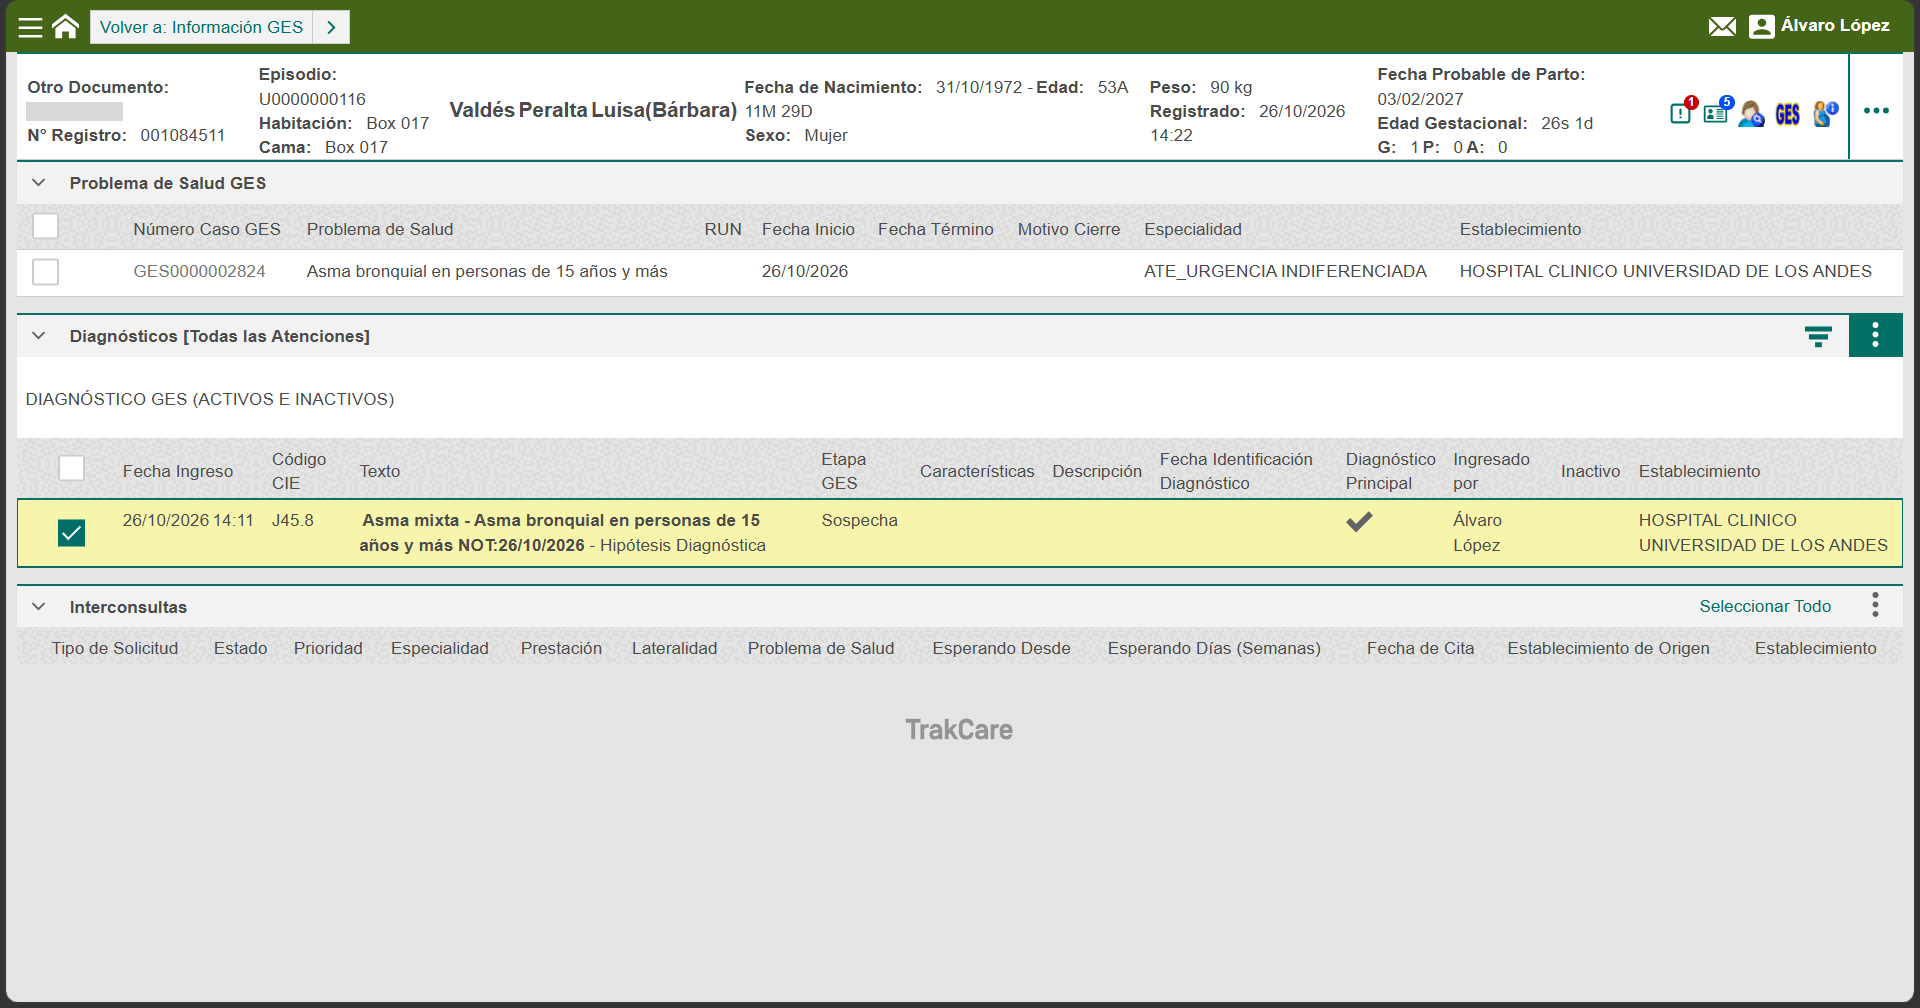 Volver a: Información GES
Álvaro López
Otro Documento:
N° Registro: 001084511
Episodio:
U0000000116
Habitación: Box 017
Cama: Box 017
Valdés Peralta Luisa(Bárbara)
Fecha de Nacimiento: 31/10/1972 - Edad: 53A
11M 29D
Sexo: Mujer
Peso: 90 kg
Registrado: 26/10/2026
14:22
Fecha Probable de Parto:
03/02/2027
Edad Gestacional: 26s 1d
G: 1 P: 0 A: 0
1
5
GES
Problema de Salud GES
Número Caso GES Problema de Salud RUN Fecha Inicio Fecha Término Motivo Cierre Especialidad Establecimiento
GES0000002824 Asma bronquial en personas de 15 años y más 26/10/2026 ATE_URGENCIA INDIFERENCIADA HOSPITAL CLINICO UNIVERSIDAD DE LOS ANDES
Diagnósticos [Todas las Atenciones]
DIAGNÓSTICO GES (ACTIVOS E INACTIVOS)
Fecha Ingreso
Código
CIE
Texto
Etapa
GES
Características
Descripción
Fecha Identificación
Diagnóstico
Diagnóstico
Principal
Ingresado
por
Inactivo
Establecimiento
26/10/2026 14:11
J45.8
Asma mixta - Asma bronquial en personas de 15
años y más NOT:26/10/2026 - Hipótesis Diagnóstica
Sospecha
Álvaro
López
HOSPITAL CLINICO
UNIVERSIDAD DE LOS ANDES
Interconsultas
Seleccionar Todo
Tipo de Solicitud Estado Prioridad Especialidad Prestación Lateralidad Problema de Salud Esperando Desde Esperando Días (Semanas) Fecha de Cita Establecimiento de Origen Establecimiento
TrakCare